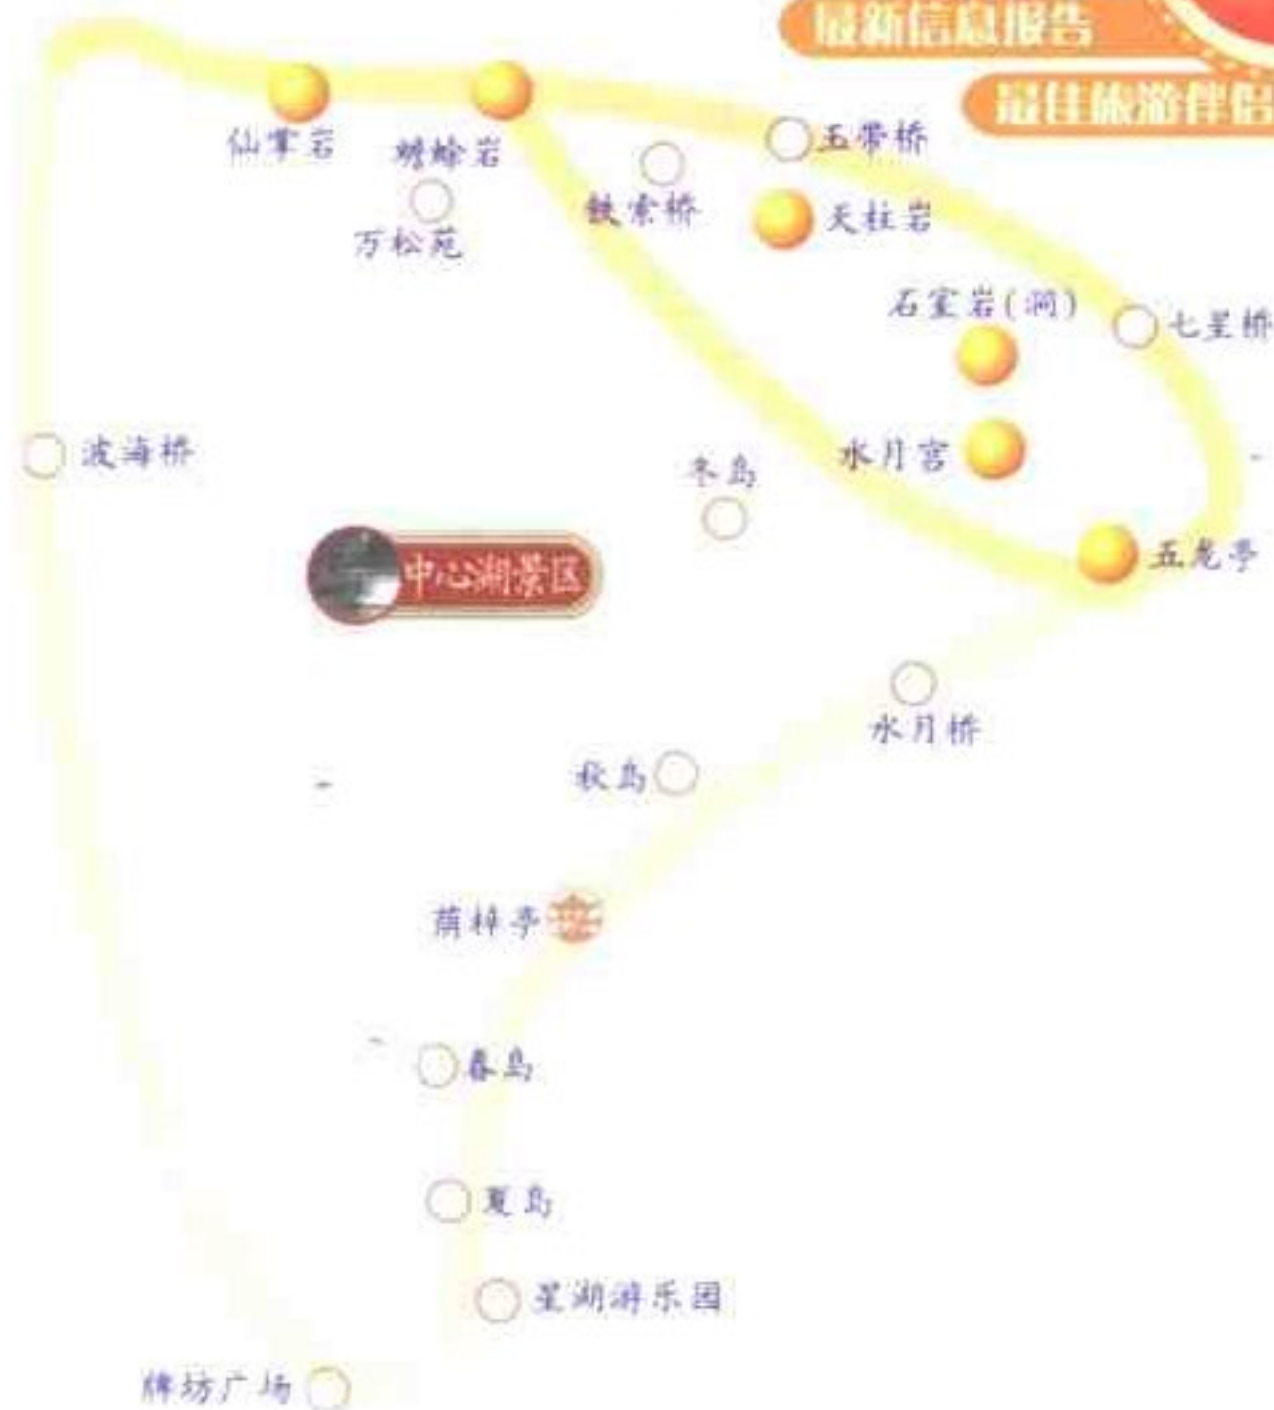 最新信息报告
最佳旅游伴侣
仙掌岩
蟾蜍岩
玉带桥
万松苑
铁索桥
天柱岩
石室岩(洞)
七星桥
波海桥
水月宫
冬岛
中心湖景区
五龙亭
水月桥
秋岛
荫梓亭
春岛
夏岛
星湖游乐园
牌坊广场